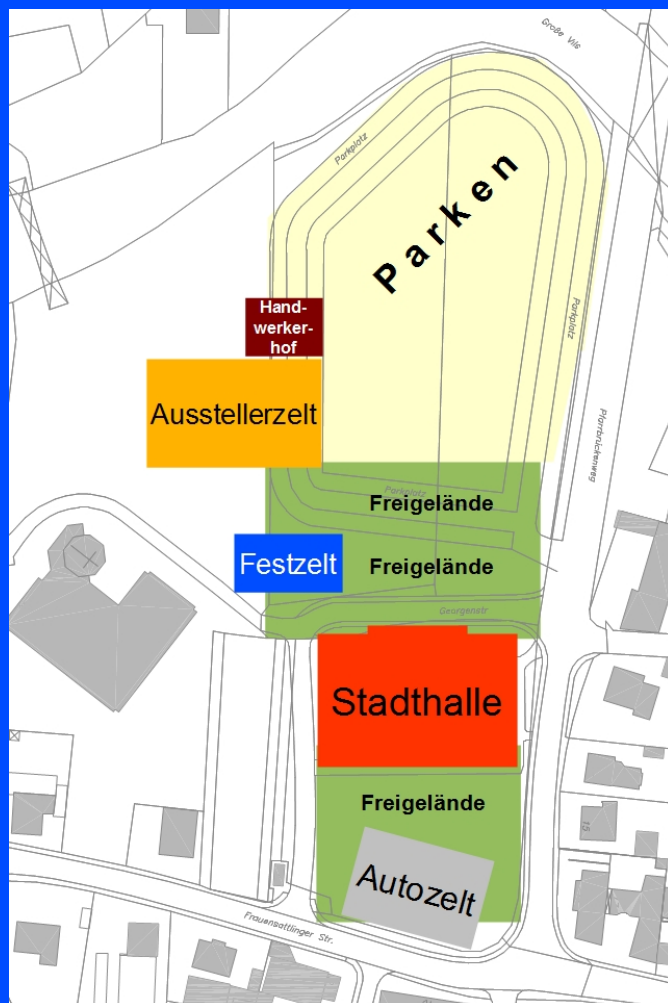 Große Vils
Parkplatz
Parken
Hand-
werker-
hof
Parkplatz
Ausstellerzelt
Pfarrbrückenweg
Parkplatz
Freigelände
Festzelt
Freigelände
Georgenstr
Stadthalle
Freigelände
15
Autozelt
Frauensattlinger Str.